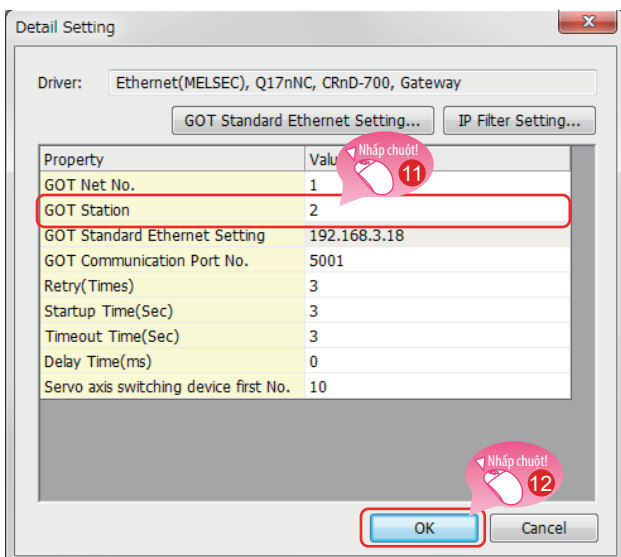 Detail Setting
Driver: Ethernet(MELSEC), Q17nNC, CRnD-700, Gateway
GOT Standard Ethernet Setting... IP Filter Setting...
Property
Nhấp chuột!
11
GOT Net No. 1
GOT Station 2
GOT Standard Ethernet Setting 192.168.3.18
GOT Communication Port No. 5001
Retry(Times) 3
Startup Time(Sec) 3
Timeout Time(Sec) 3
Delay Time(ms) 0
Servo axis switching device first No. 10
Nhấp chuột!
12
OK Cancel